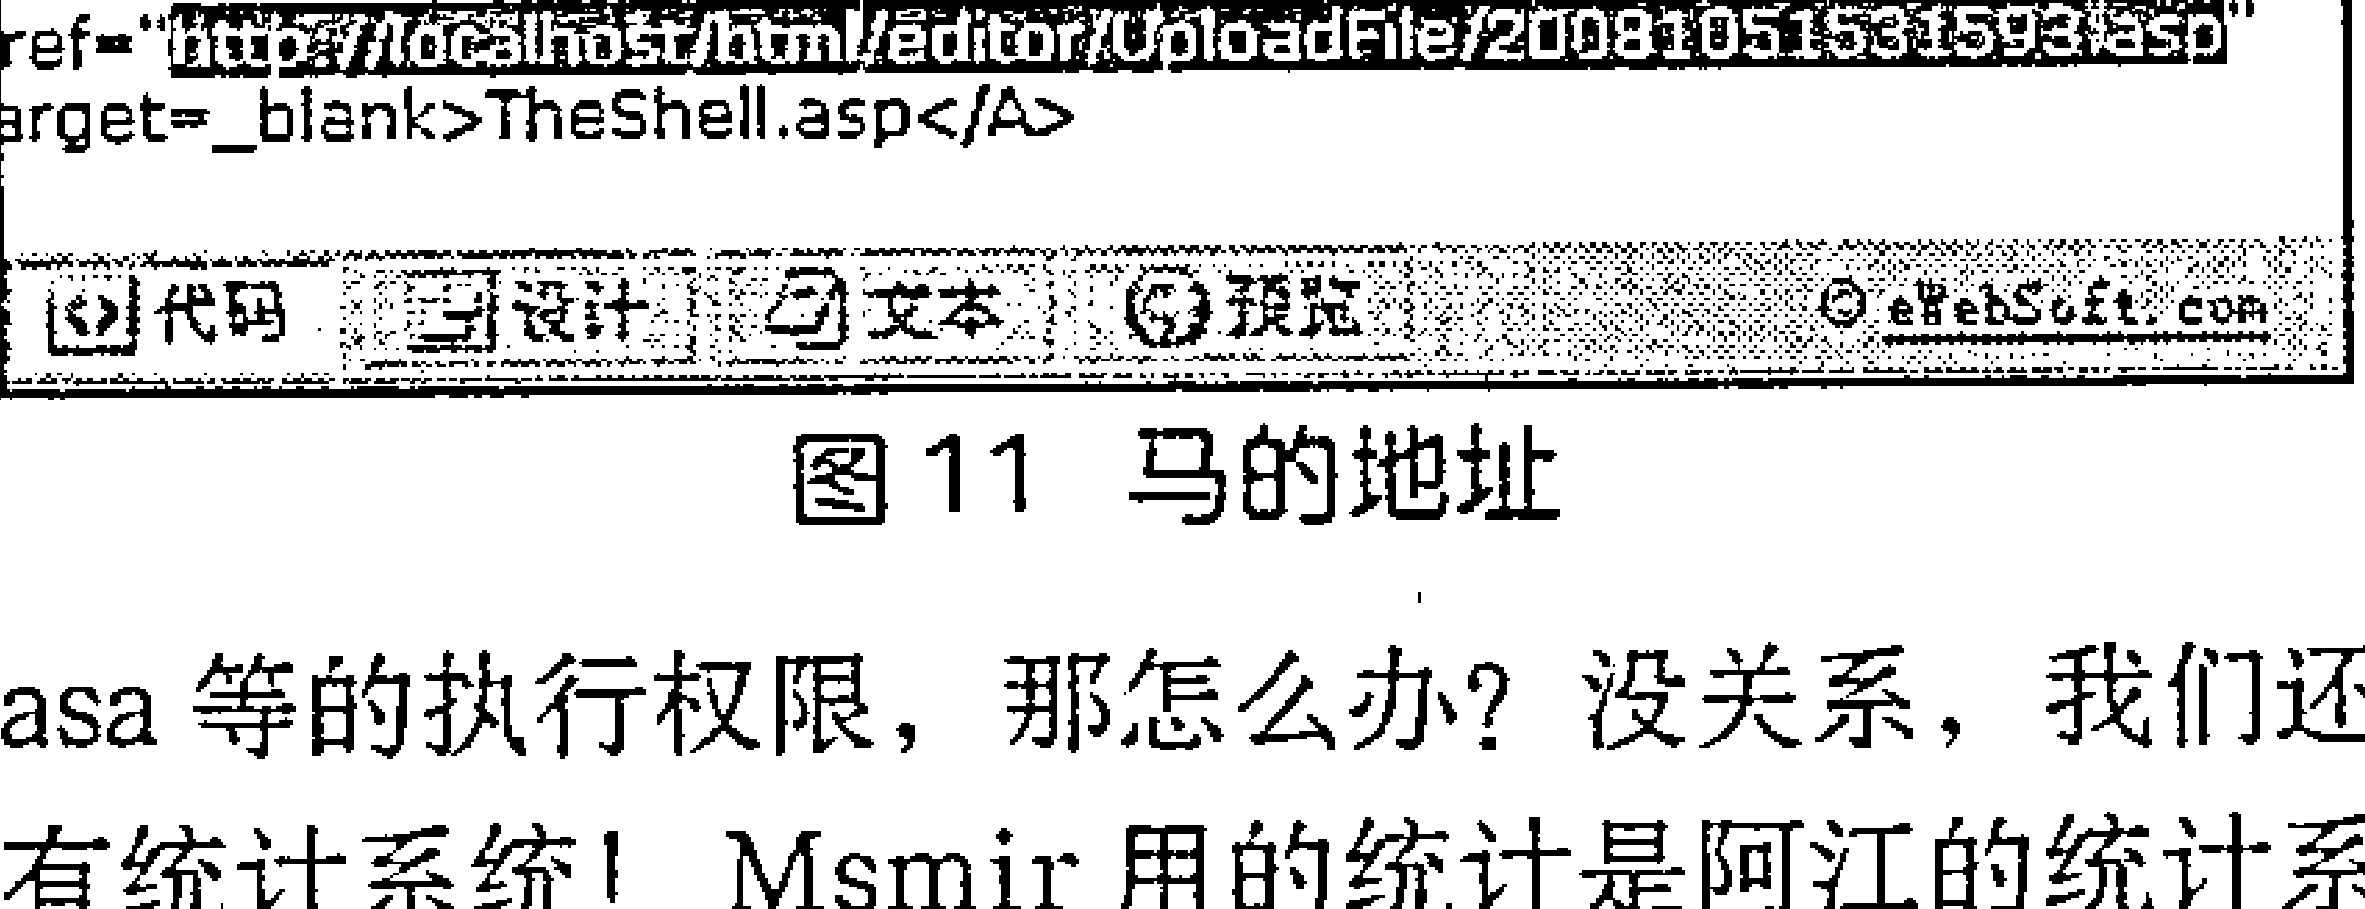 ref="http://localhost/html/editor/UploadFile/20081051531593.asp"
arget=_blank>TheShell.asp</A>
代码 设计 文本 预览 © eWebSoft.com
图 11 马的地址
asa 等的执行权限，那怎么办？没关系，我们还
有统计系统！Msmir 用的统计是阿江的统计系